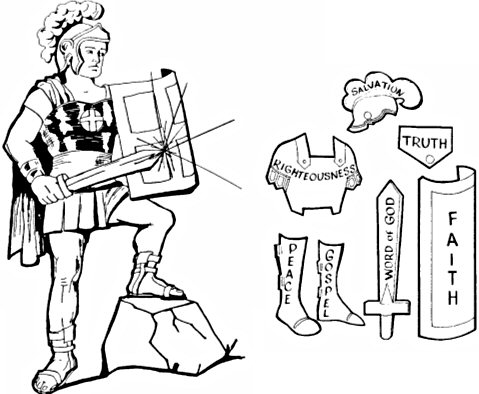 SALVATION
TRUTH
RIGHTEOUSNESS
PEACE
GOSPEL
WORD OF GOD
FAITH